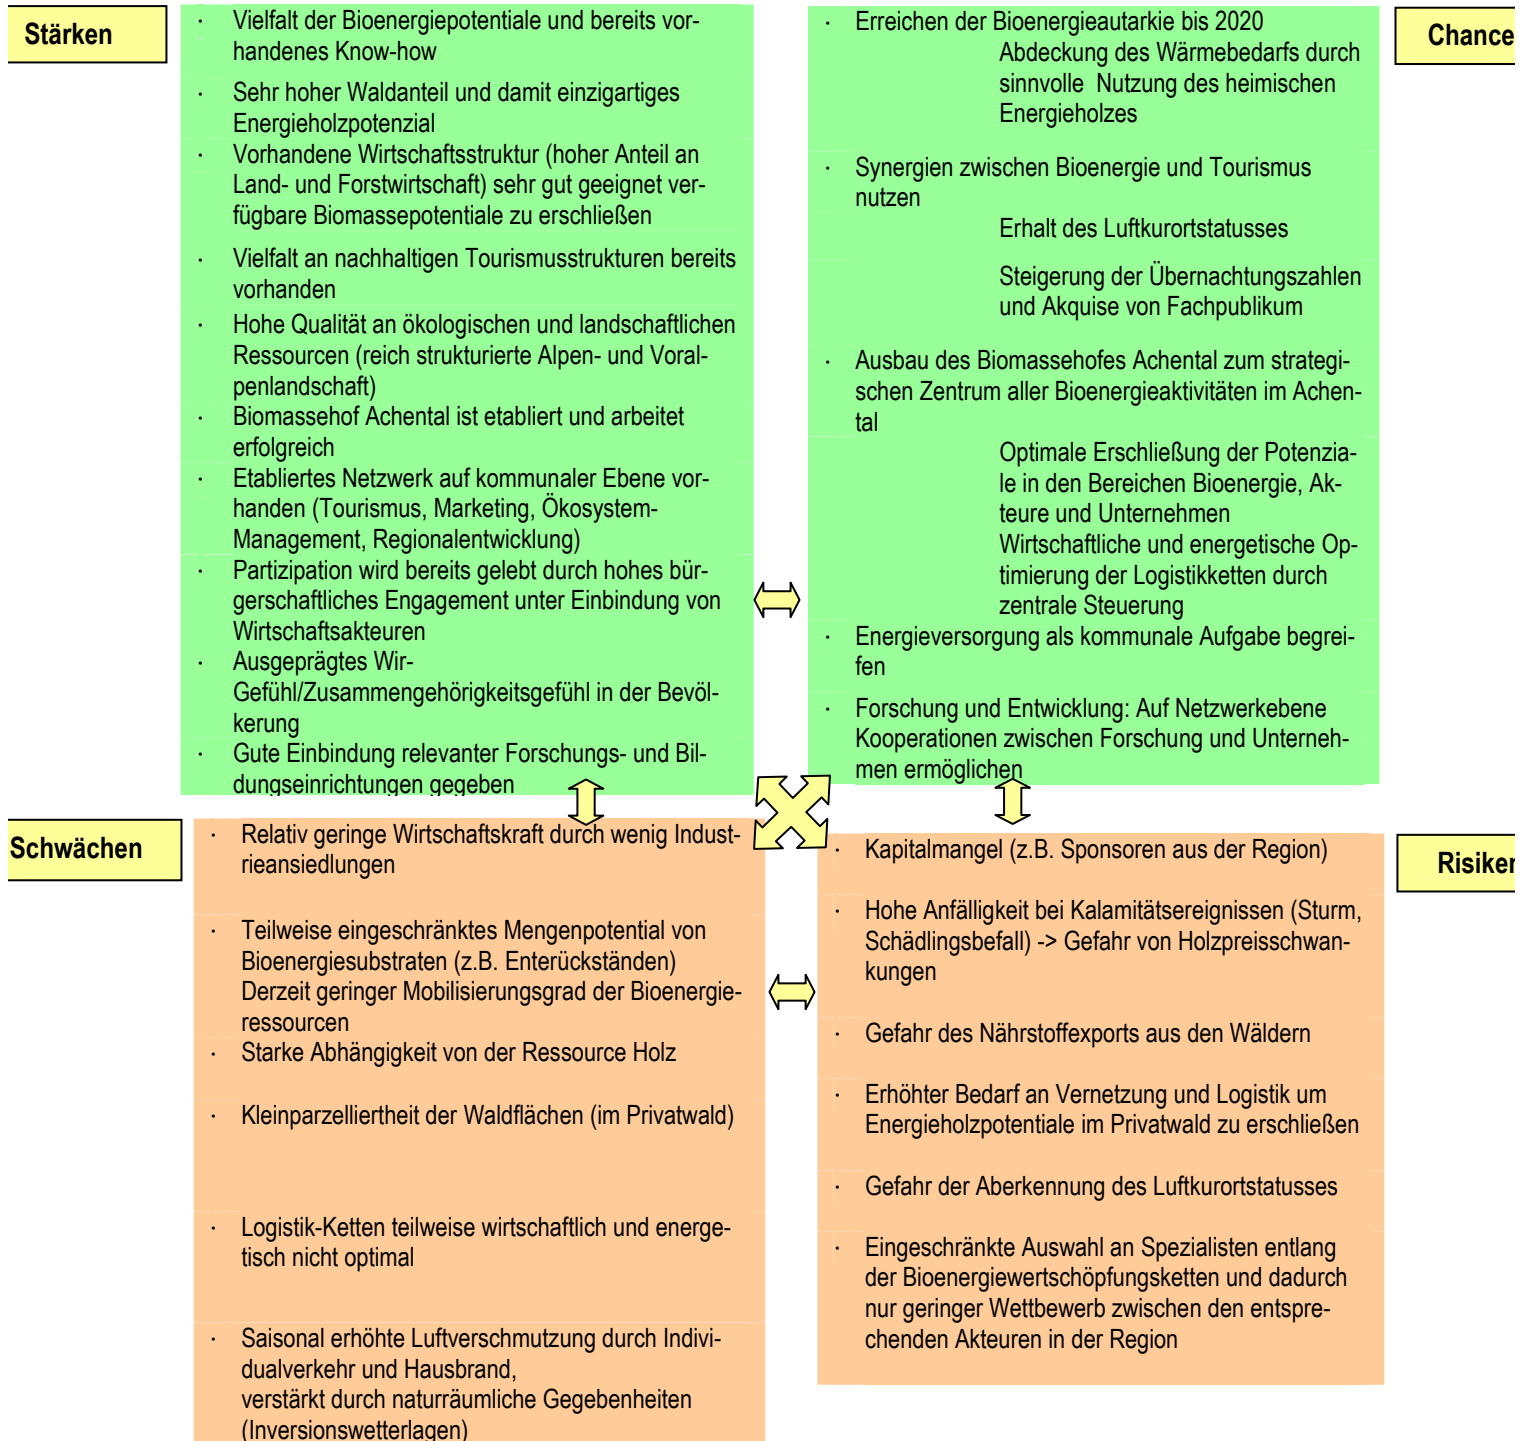 Stärken
· Vielfalt der Bioenergiepotentiale und bereits vor-
handenes Know-how
· Sehr hoher Waldanteil und damit einzigartiges
Energieholzpotenzial
· Vorhandene Wirtschaftsstruktur (hoher Anteil an
Land- und Forstwirtschaft) sehr gut geeignet ver-
fügbare Biomassepotentiale zu erschließen
· Vielfalt an nachhaltigen Tourismusstrukturen bereits
vorhanden
· Hohe Qualität an ökologischen und landschaftlichen
Ressourcen (reich strukturierte Alpen- und Voral-
penlandschaft)
· Biomassehof Achental ist etabliert und arbeitet
erfolgreich
· Etabliertes Netzwerk auf kommunaler Ebene vor-
handen (Tourismus, Marketing, Ökosystem-
Management, Regionalentwicklung)
· Partizipation wird bereits gelebt durch hohes bür-
gerschaftliches Engagement unter Einbindung von
Wirtschaftsakteuren
· Ausgeprägtes Wir-
Gefühl/Zusammengehörigkeitsgefühl in der Bevöl-
kerung
· Gute Einbindung relevanter Forschungs- und Bil-
dungseinrichtungen gegeben
Chance
· Erreichen der Bioenergieautarkie bis 2020
Abdeckung des Wärmebedarfs durch
sinnvolle Nutzung des heimischen
Energieholzes
· Synergien zwischen Bioenergie und Tourismus
nutzen
Erhalt des Luftkurortstatusses
Steigerung der Übernachtungszahlen
und Akquise von Fachpublikum
· Ausbau des Biomassehofes Achental zum strategi-
schen Zentrum aller Bioenergieaktivitäten im Achen-
tal
Optimale Erschließung der Potenzia-
le in den Bereichen Bioenergie, Ak-
teure und Unternehmen
Wirtschaftliche und energetische Op-
timierung der Logistikketten durch
zentrale Steuerung
· Energieversorgung als kommunale Aufgabe begrei-
fen
· Forschung und Entwicklung: Auf Netzwerkebene
Kooperationen zwischen Forschung und Unterneh-
men ermöglichen
Schwächen
· Relativ geringe Wirtschaftskraft durch wenig Indust-
rieansiedlungen
· Teilweise eingeschränktes Mengenpotential von
Bioenergiesubstraten (z.B. Enterückständen)
Derzeit geringer Mobilisierungsgrad der Bioenergie-
ressourcen
· Starke Abhängigkeit von der Ressource Holz
· Kleinparzelliertheit der Waldflächen (im Privatwald)
· Logistik-Ketten teilweise wirtschaftlich und energe-
tisch nicht optimal
· Saisonal erhöhte Luftverschmutzung durch Indivi-
dualverkehr und Hausbrand,
verstärkt durch naturräumliche Gegebenheiten
(Inversionswetterlagen)
Risiken
· Kapitalmangel (z.B. Sponsoren aus der Region)
· Hohe Anfälligkeit bei Kalamitätsereignissen (Sturm,
Schädlingsbefall) -> Gefahr von Holzpreisschwan-
kungen
· Gefahr des Nährstoffexports aus den Wäldern
· Erhöhter Bedarf an Vernetzung und Logistik um
Energieholzpotentiale im Privatwald zu erschließen
· Gefahr der Aberkennung des Luftkurortstatusses
· Eingeschränkte Auswahl an Spezialisten entlang
der Bioenergiewertschöpfungsketten und dadurch
nur geringer Wettbewerb zwischen den entspre-
chenden Akteuren in der Region